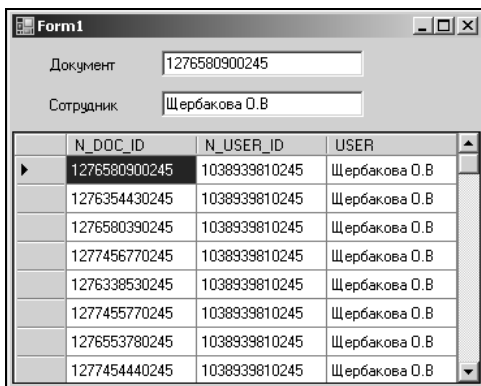 Form1
Документ 1276580900245
Сотрудник Щербакова О.В
N_DOC_ID N_USER_ID USER
1276580900245 1038939810245 Щербакова О.В
1276354430245 1038939810245 Щербакова О.В
1276580390245 1038939810245 Щербакова О.В
1277456770245 1038939810245 Щербакова О.В
1276338530245 1038939810245 Щербакова О.В
1277455770245 1038939810245 Щербакова О.В
1276553780245 1038939810245 Щербакова О.В
1277454440245 1038939810245 Щербакова О.В